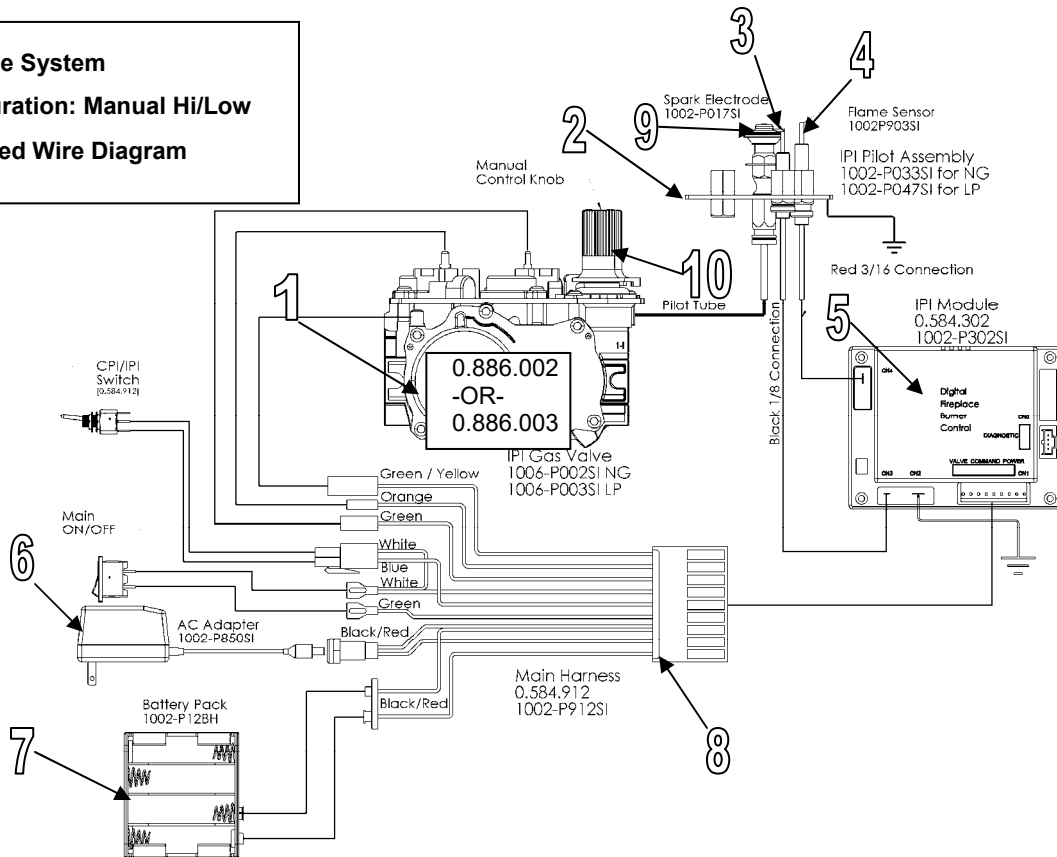 e System
uration: Manual Hi/Low
ed Wire Diagram
3
4
Spark Electrode
1002-P017SI
9
2
Flame Sensor
1002P903SI
IPI Pilot Assembly
1002-P033SI for NG
1002-P047SI for LP
Manual
Control Knob
10
Red 3/16 Connection
Pilot Tube
1
5
IPI Module
0.584.302
1002-P302SI
Black 1/8 Connection
CPI/IPI
Switch
[0.584.912]
0.886.002
-OR-
0.886.003
CN4
Digital
Fireplace
Burner
Control
DIAGNOSTIC
VALVE COMMAND POWER
CN3
CN2
CN1
IPI Gas Valve
1006-P002SI NG
1006-P003SI LP
Green / Yellow
Orange
Green
White
Blue
White
Green
Black/Red
Main
ON/OFF
6
AC Adapter
1002-P850SI
Main Harness
0.584.912
1002-P912SI
8
Black/Red
Battery Pack
1002-P12BH
7